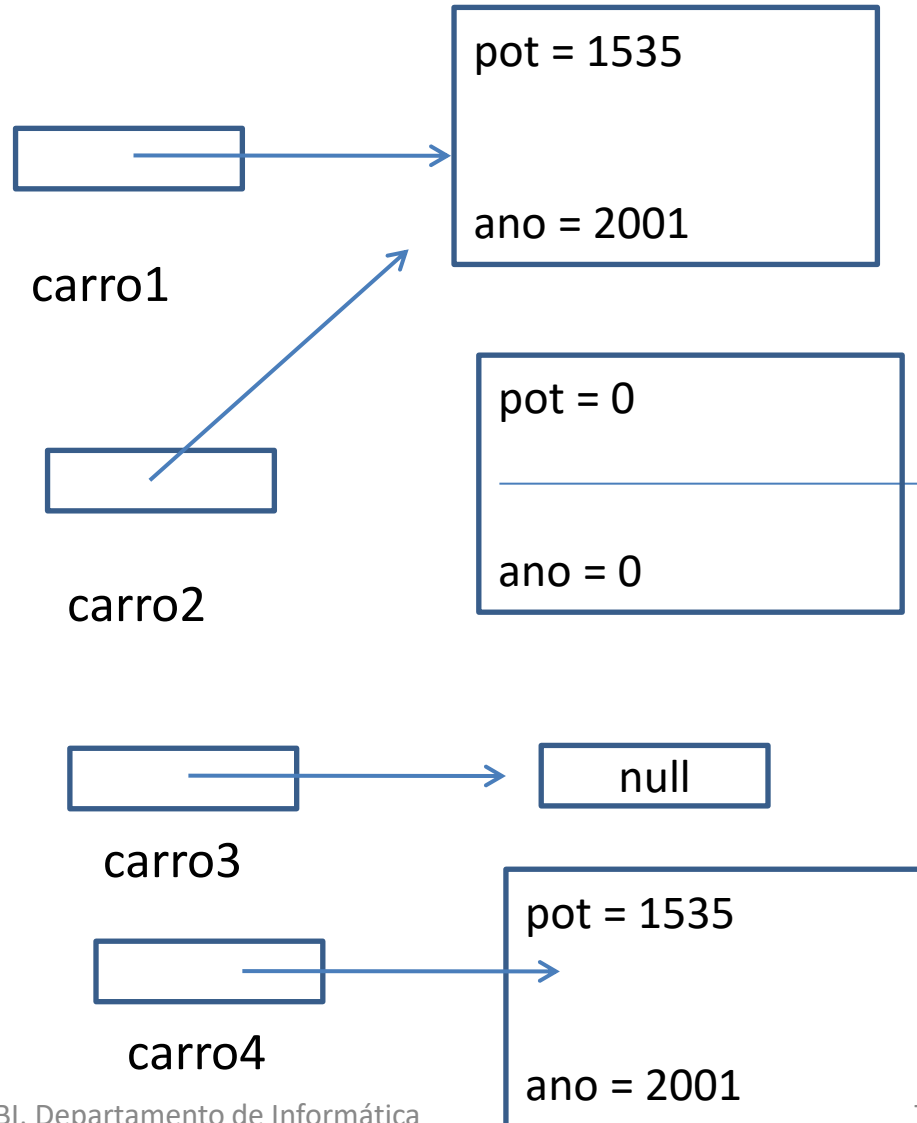 pot = 1535
ano = 2001
carro1
pot = 0
ano = 0
carro2
null
carro3
pot = 1535
carro4
ano = 2001
Departamento de Informática